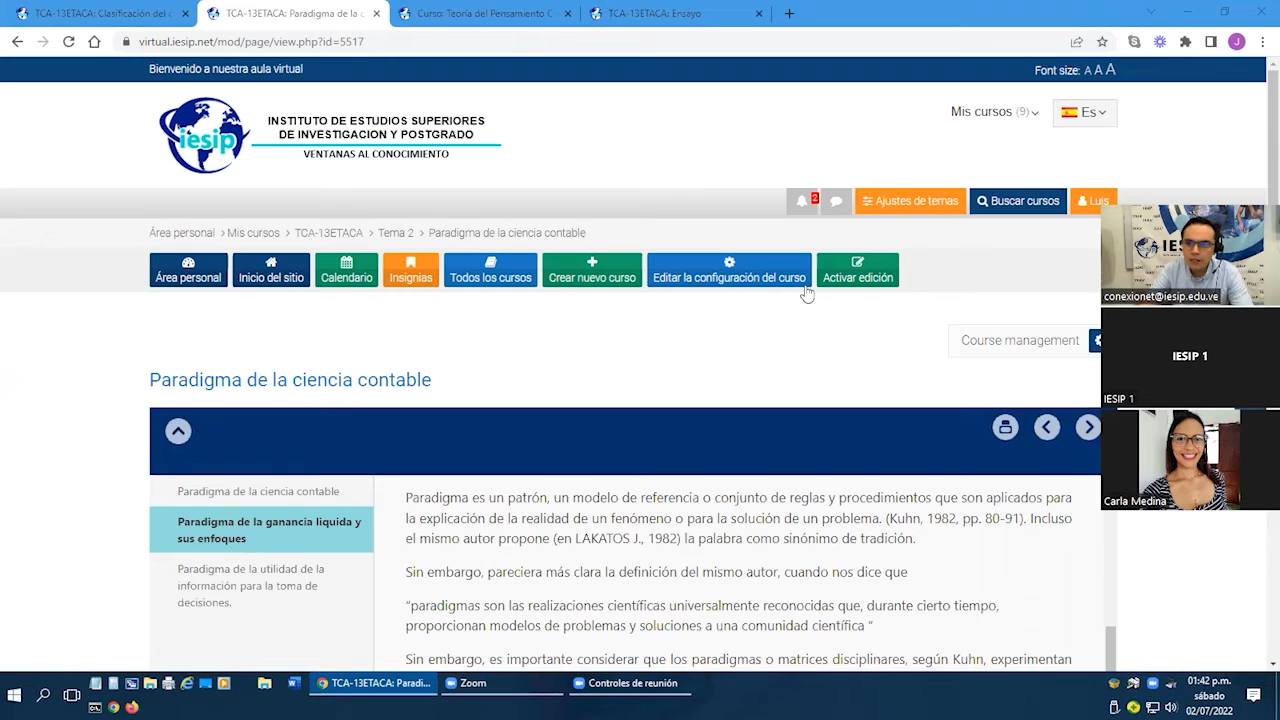 TCA-13ETACA: Clasificación del c
TCA-13ETACA: Paradigma de la c
Curso: Teoría del Pensamiento C
TCA-13ETACA: Ensayo
virtual.iesip.net/mod/page/view.php?id=5517
J
Bienvenido a nuestra aula virtual
Font size: A A A
iesip
INSTITUTO DE ESTUDIOS SUPERIORES
DE INVESTIGACION Y POSTGRADO
VENTANAS AL CONOCIMIENTO
Mis cursos (9)
Es
2
Ajustes de temas
Buscar cursos
Luis
Área personal
Mis cursos
TCA-13ETACA
Tema 2
Paradigma de la ciencia contable
Área personal
Inicio del sitio
Calendario
Insignias
Todos los cursos
Crear nuevo curso
Editar la configuración del curso
Activar edición
conexionet@iesip.edu.ve
Course management
IESIP 1
IESIP 1
Paradigma de la ciencia contable
Carla Medina
Paradigma de la ciencia contable
Paradigma de la ganancia liquida y
sus enfoques
Paradigma de la utilidad de la
información para la toma de
decisiones.
Paradigma es un patrón, un modelo de referencia o conjunto de reglas y procedimientos que son aplicados para
la explicación de la realidad de un fenómeno o para la solución de un problema. (Kuhn, 1982, pp. 80-91). Incluso
el mismo autor propone (en LAKATOS J., 1982) la palabra como sinónimo de tradición.
Sin embargo, pareciera más clara la definición del mismo autor, cuando nos dice que
“paradigmas son las realizaciones científicas universalmente reconocidas que, durante cierto tiempo,
proporcionan modelos de problemas y soluciones a una comunidad científica “
Sin embargo, es importante considerar que los paradigmas o matrices disciplinares, según Kuhn, experimentan
TCA-13ETACA: Paradi...
Zoom
Controles de reunión
01:42 p.m.
sábado
02/07/2022